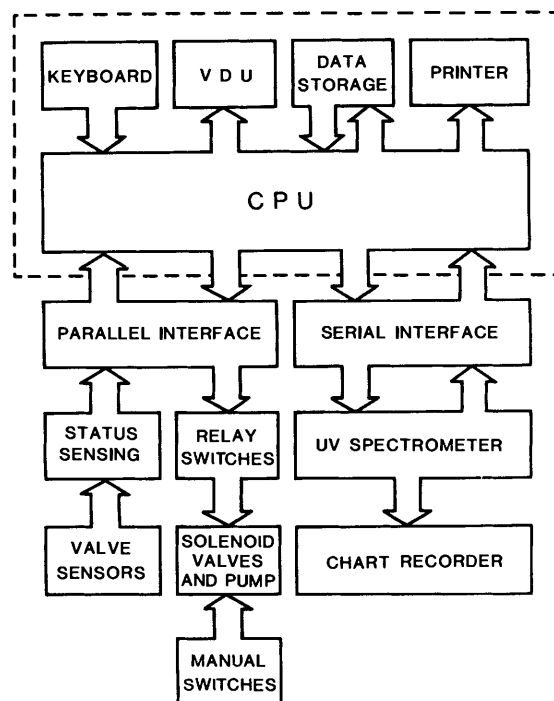 KEYBOARD
V D U
DATA
STORAGE
PRINTER
C P U
PARALLEL INTERFACE
SERIAL INTERFACE
STATUS
SENSING
RELAY
SWITCHES
UV SPECTROMETER
VALVE
SENSORS
SOLENOID
VALVES
AND PUMP
CHART RECORDER
MANUAL
SWITCHES